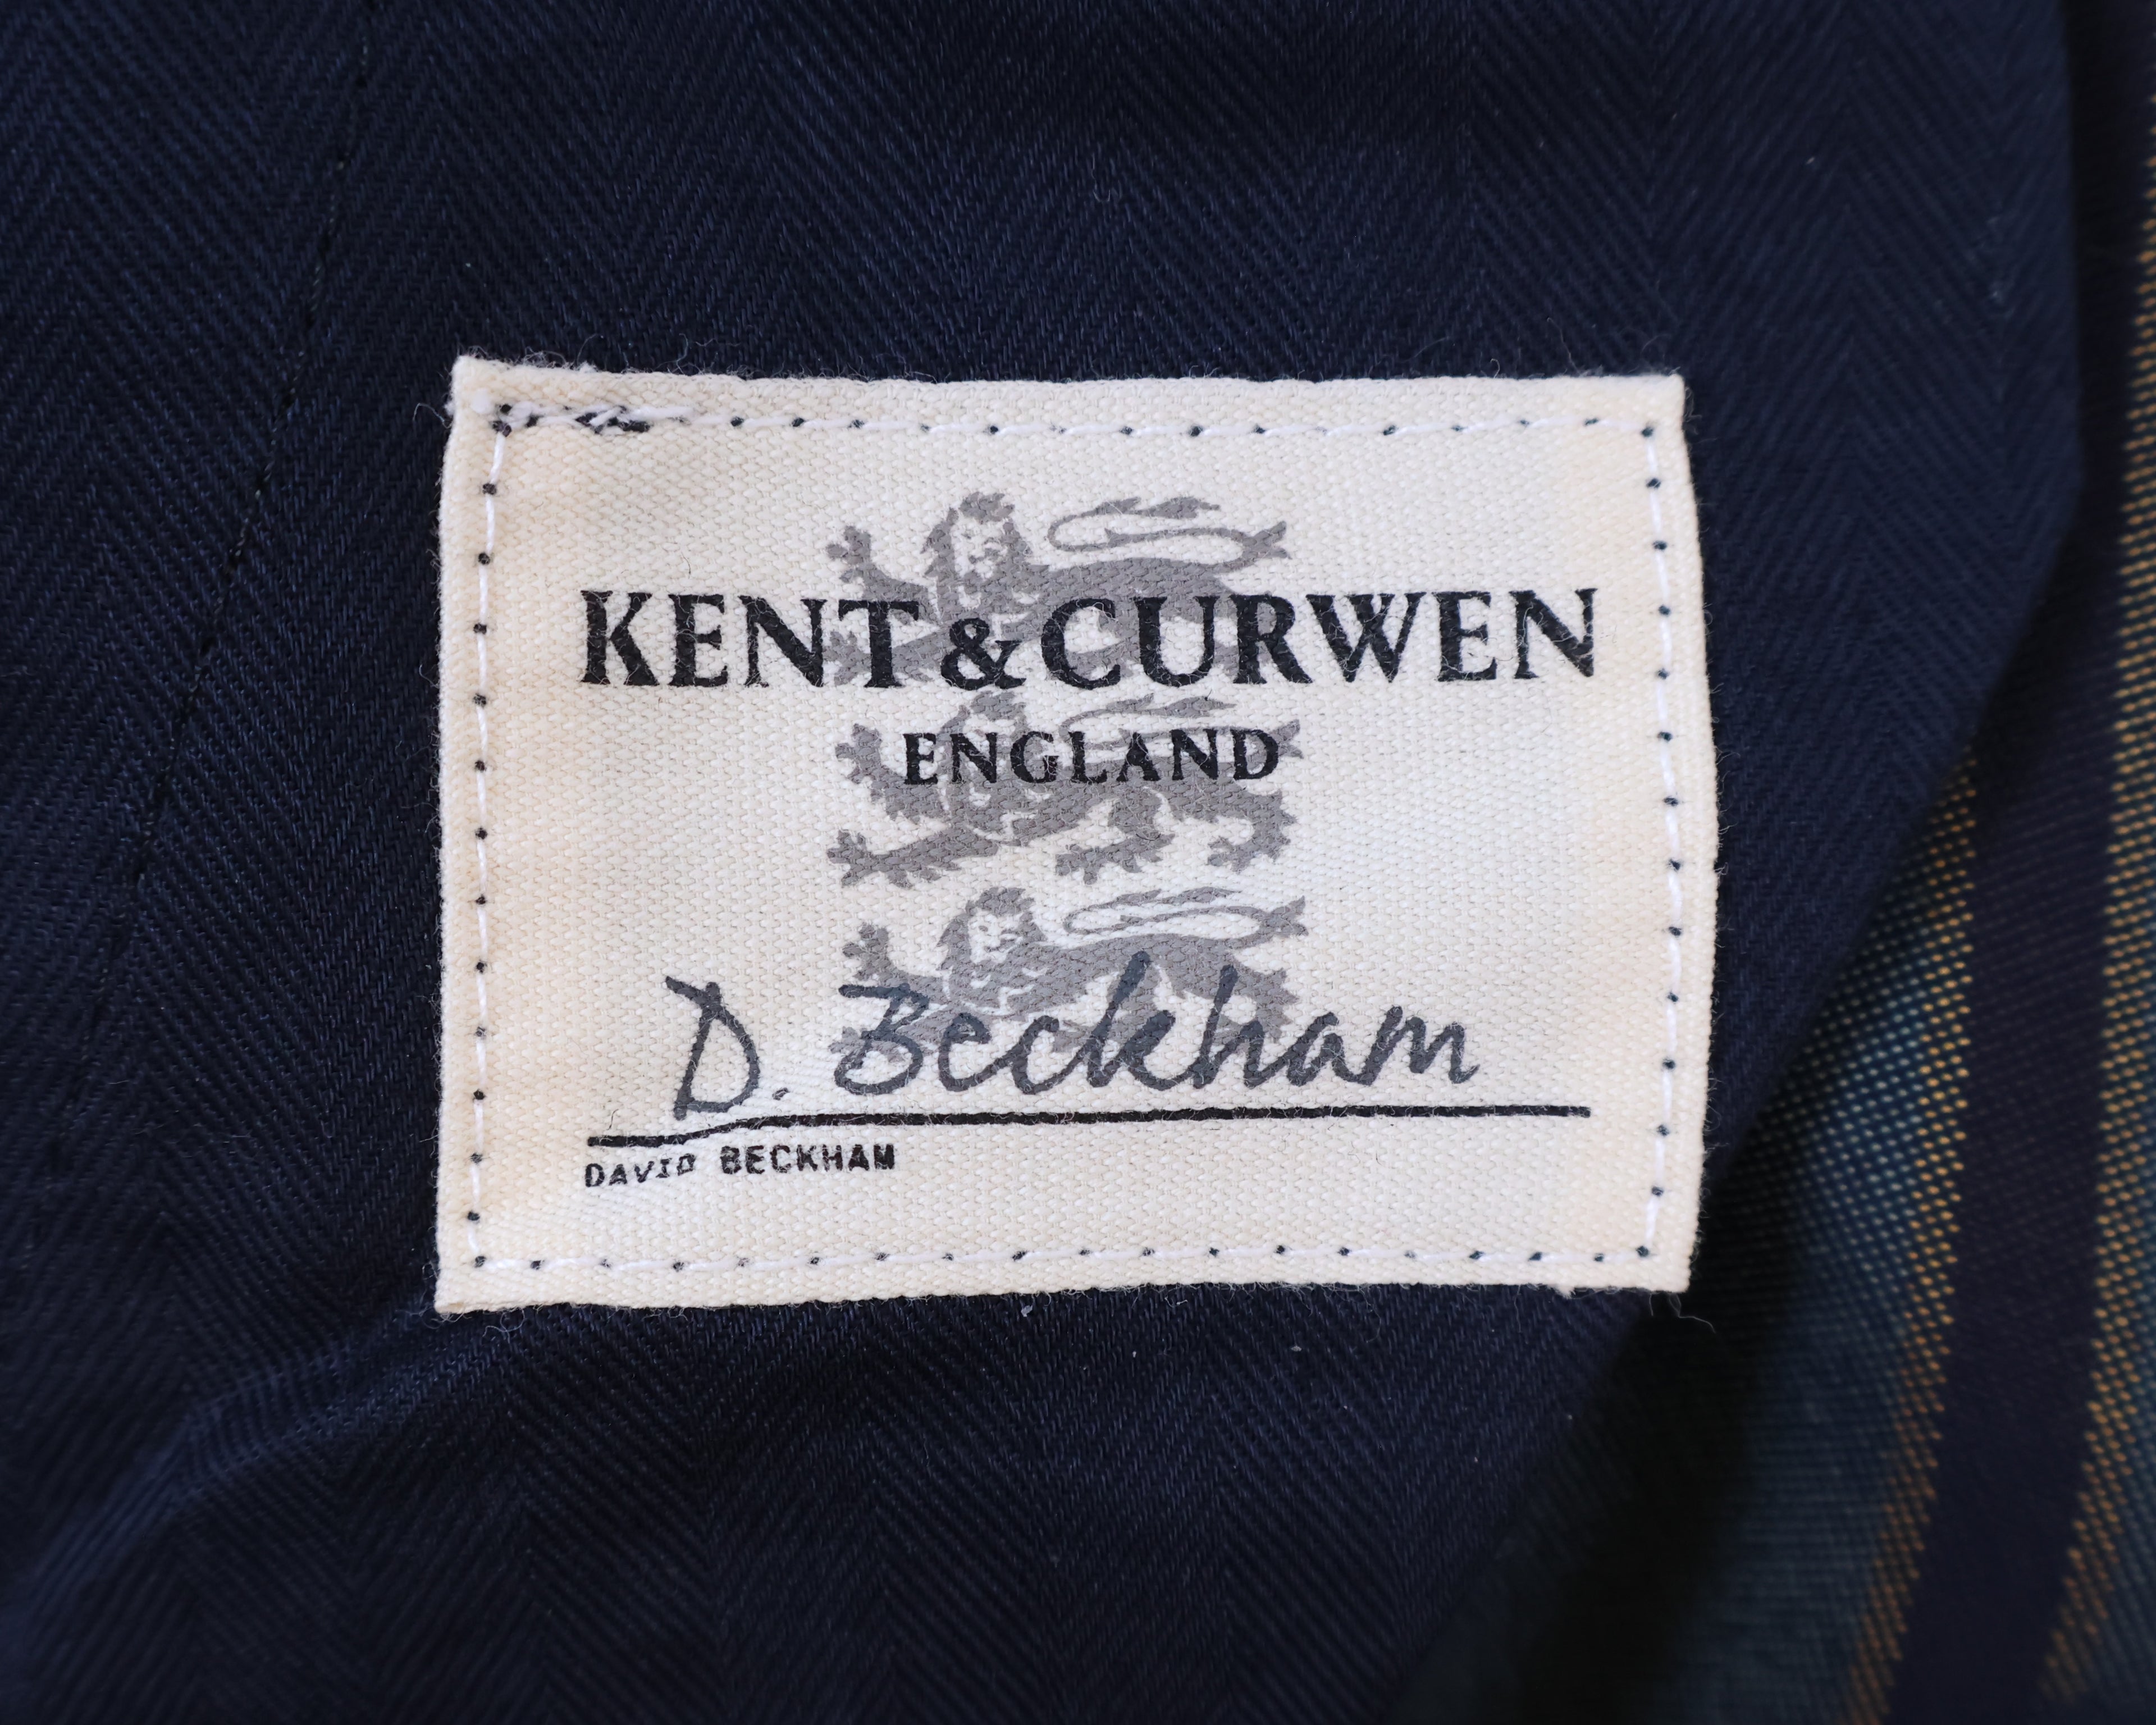 KENT & CURWEN
ENGLAND
D. Beckham
DAVID BECKHAM